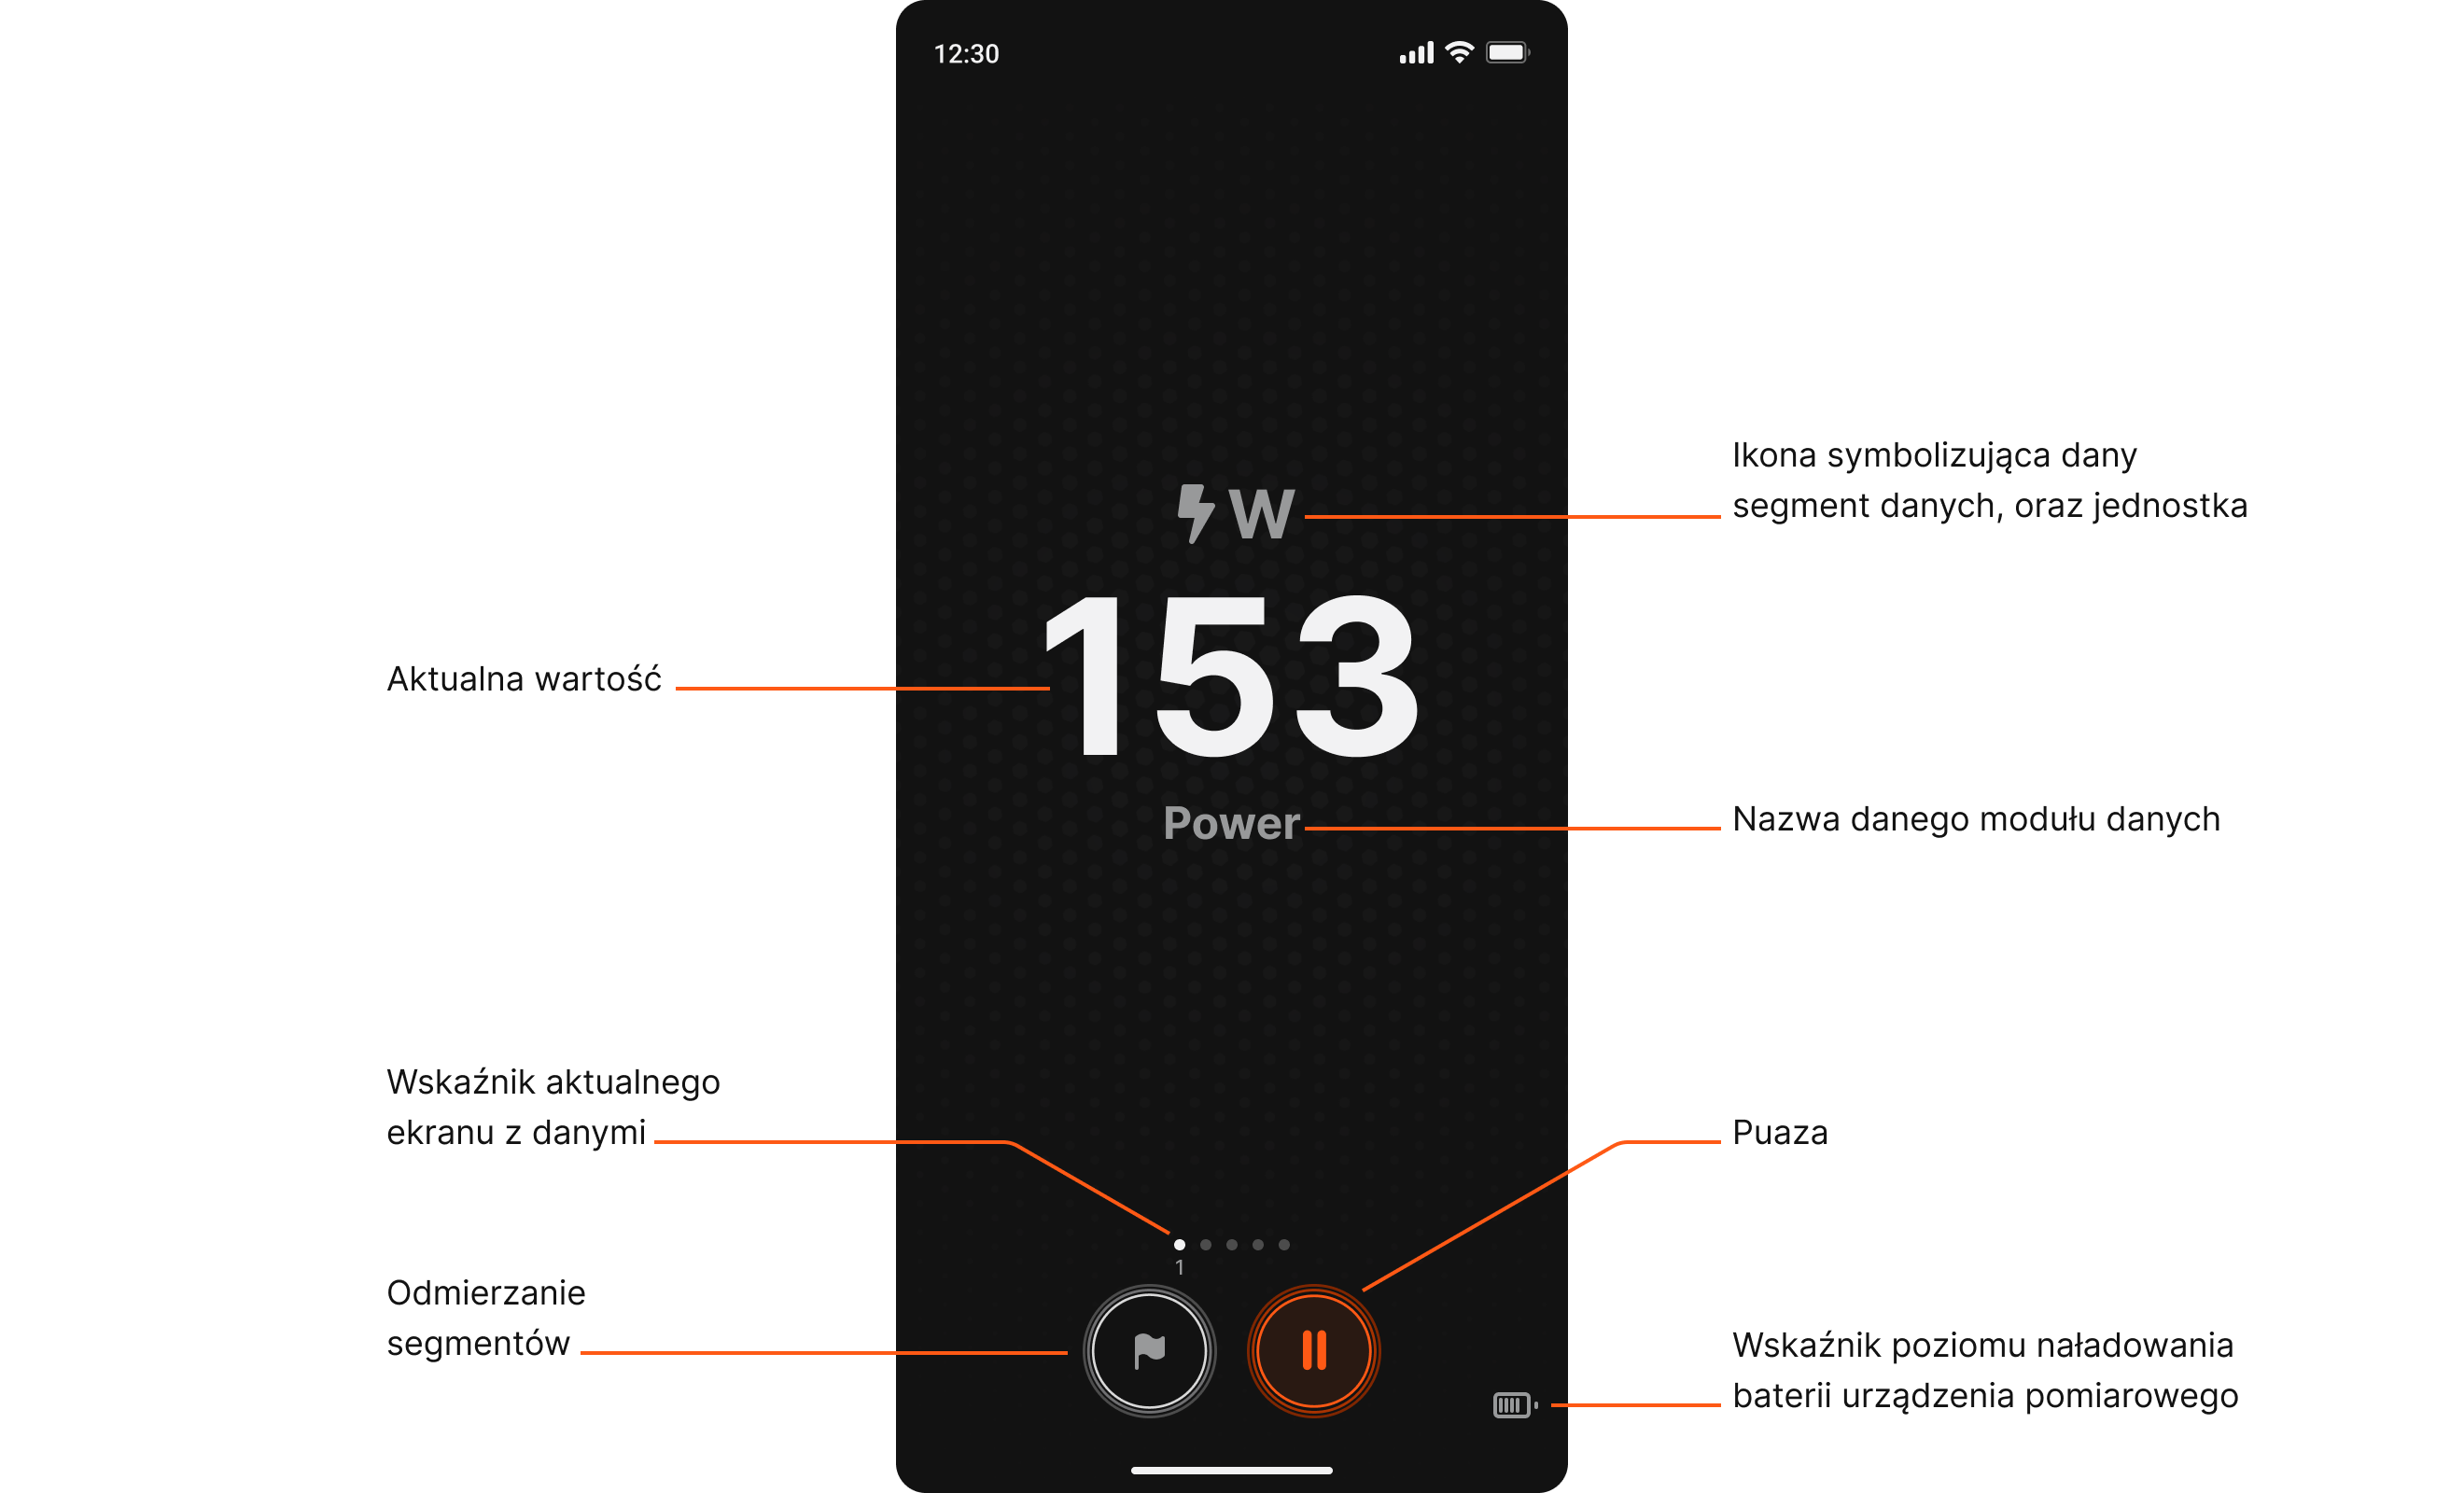 12:30
Ikona symbolizująca dany
segment danych, oraz jednostka
W
153
Aktualna wartość
Power
Nazwa danego modułu danych
Wskaźnik aktualnego
ekranu z danymi
Puaza
1
Odmierzanie
segmentów
Wskaźnik poziomu naładowania
baterii urządzenia pomiarowego